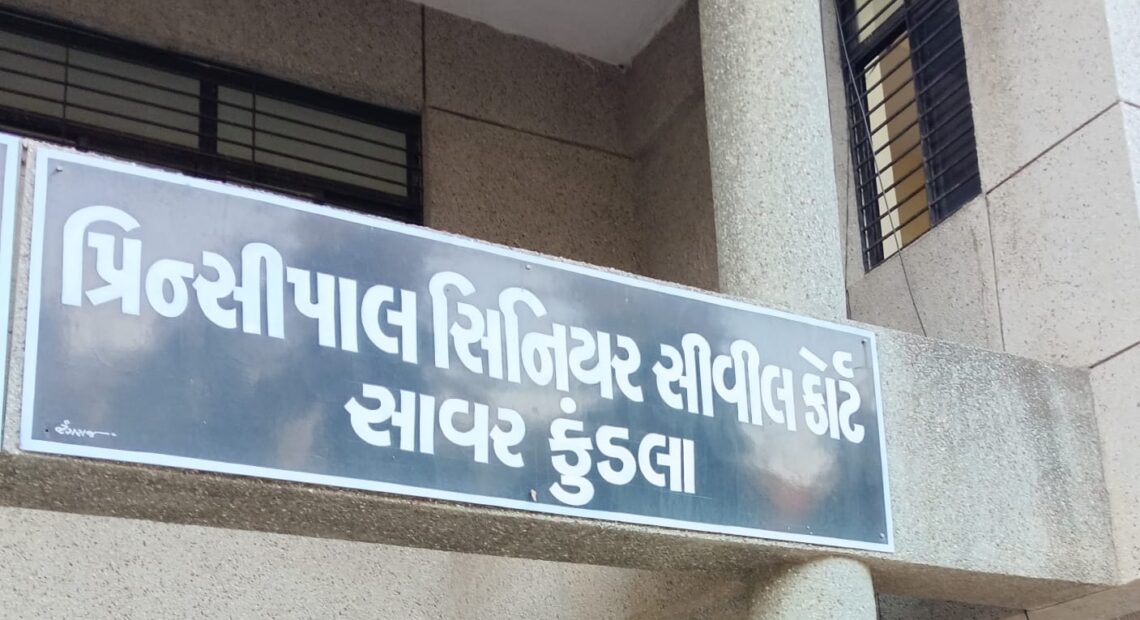 પ્રિન્સીપાલ સિનિયર સીવીલ કોર્ટ
સાવર કુંડલા